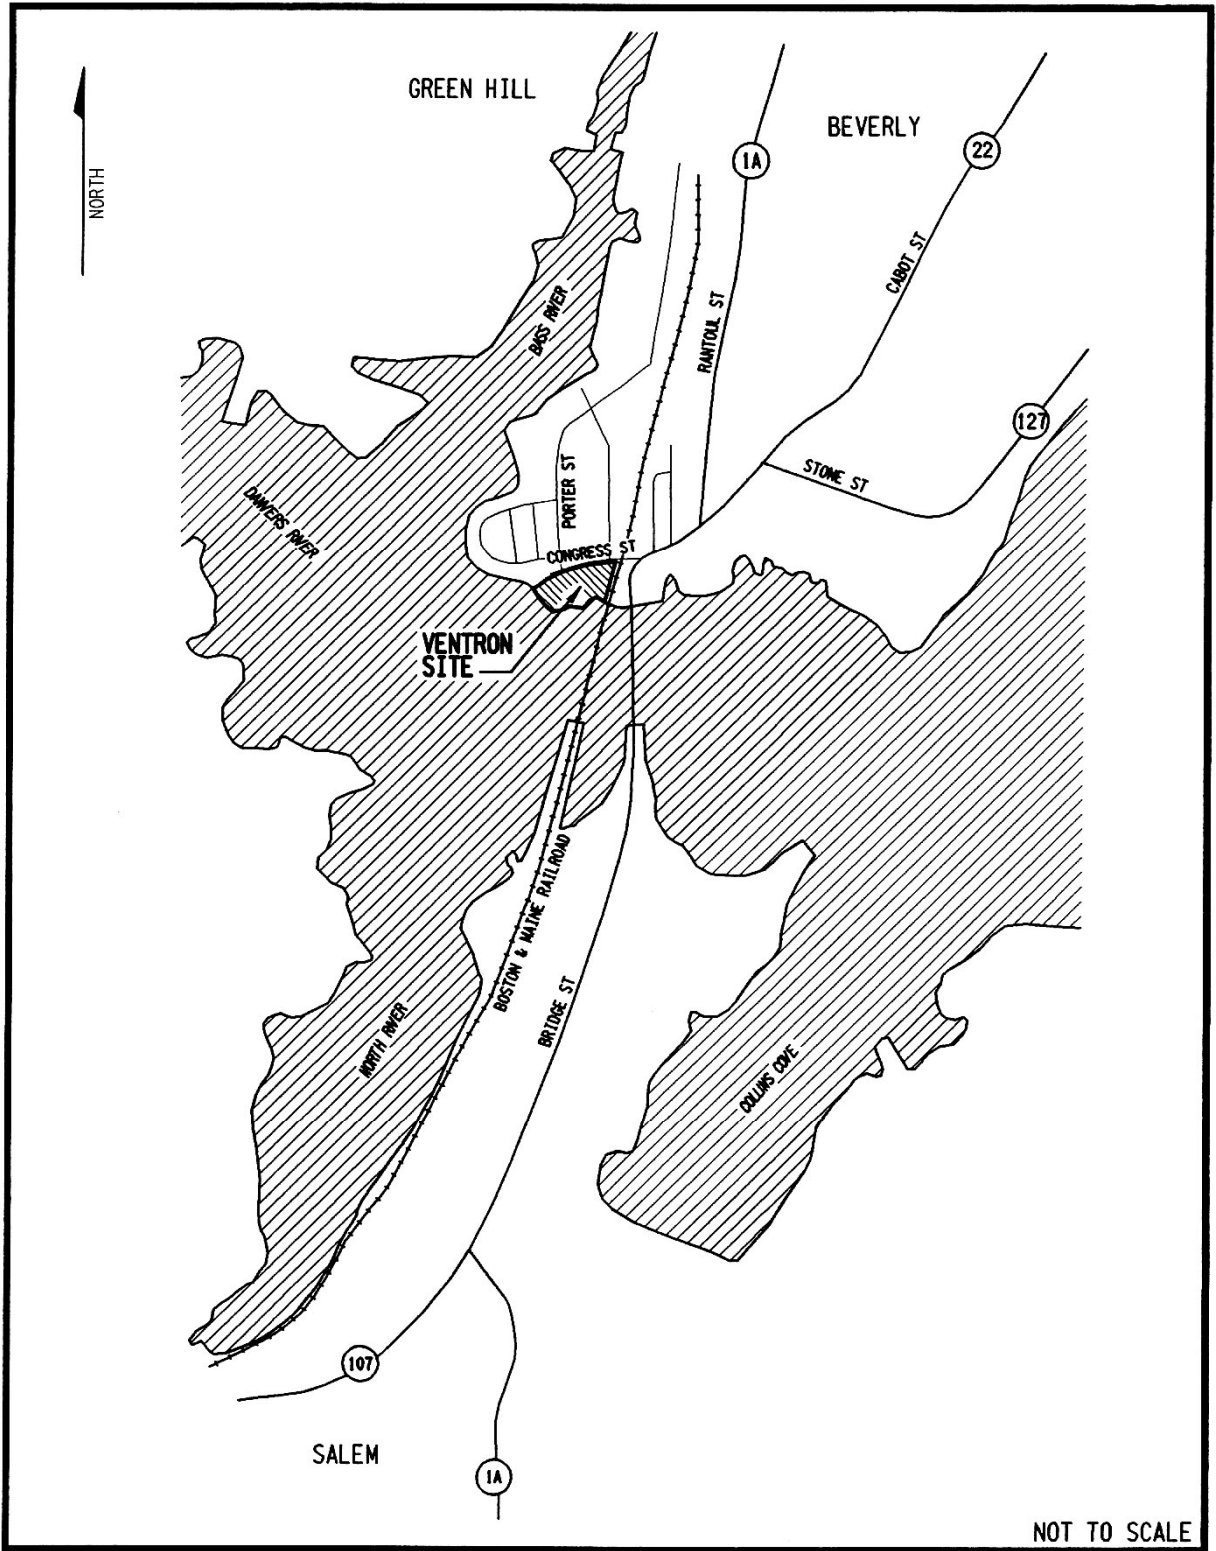 GREEN HILL
BEVERLY
NORTH
1A
22
CABOT ST
BASS RIVER
RANTOUL ST
127
STONE ST
PORTER ST
DANVERS RIVER
CONGRESS ST
VENTRON
SITE
BOSTON & MAINE RAILROAD
BRIDGE ST
NORTH RIVER
COLLINS COVE
107
SALEM
1A
NOT TO SCALE